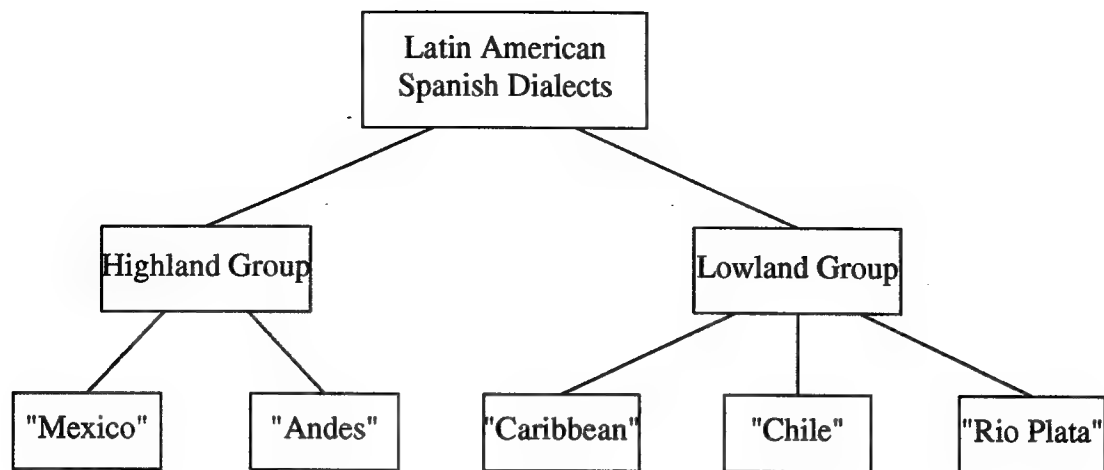 Latin American
Spanish Dialects
Highland Group
Lowland Group
"Mexico"
"Andes"
"Caribbean"
"Chile"
"Rio Plata"